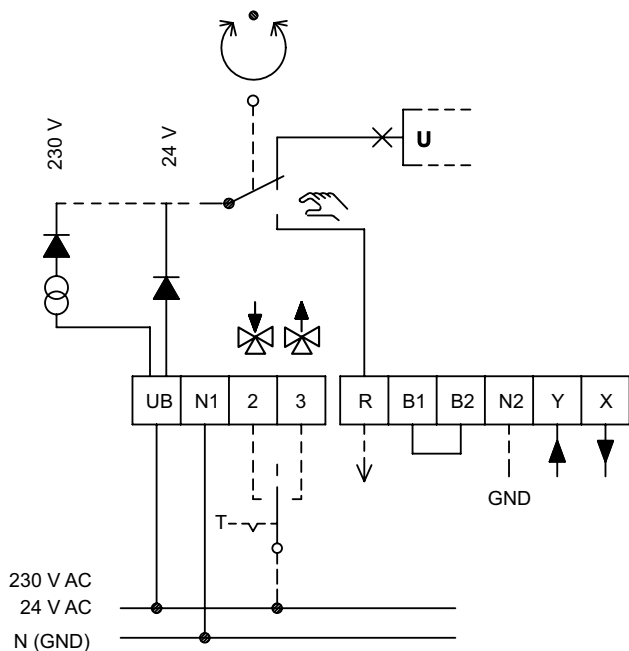 230 V
24 V
U
UB N1 2 3 R B1 B2 N2 Y X
GND
T
230 V AC
24 V AC
N (GND)